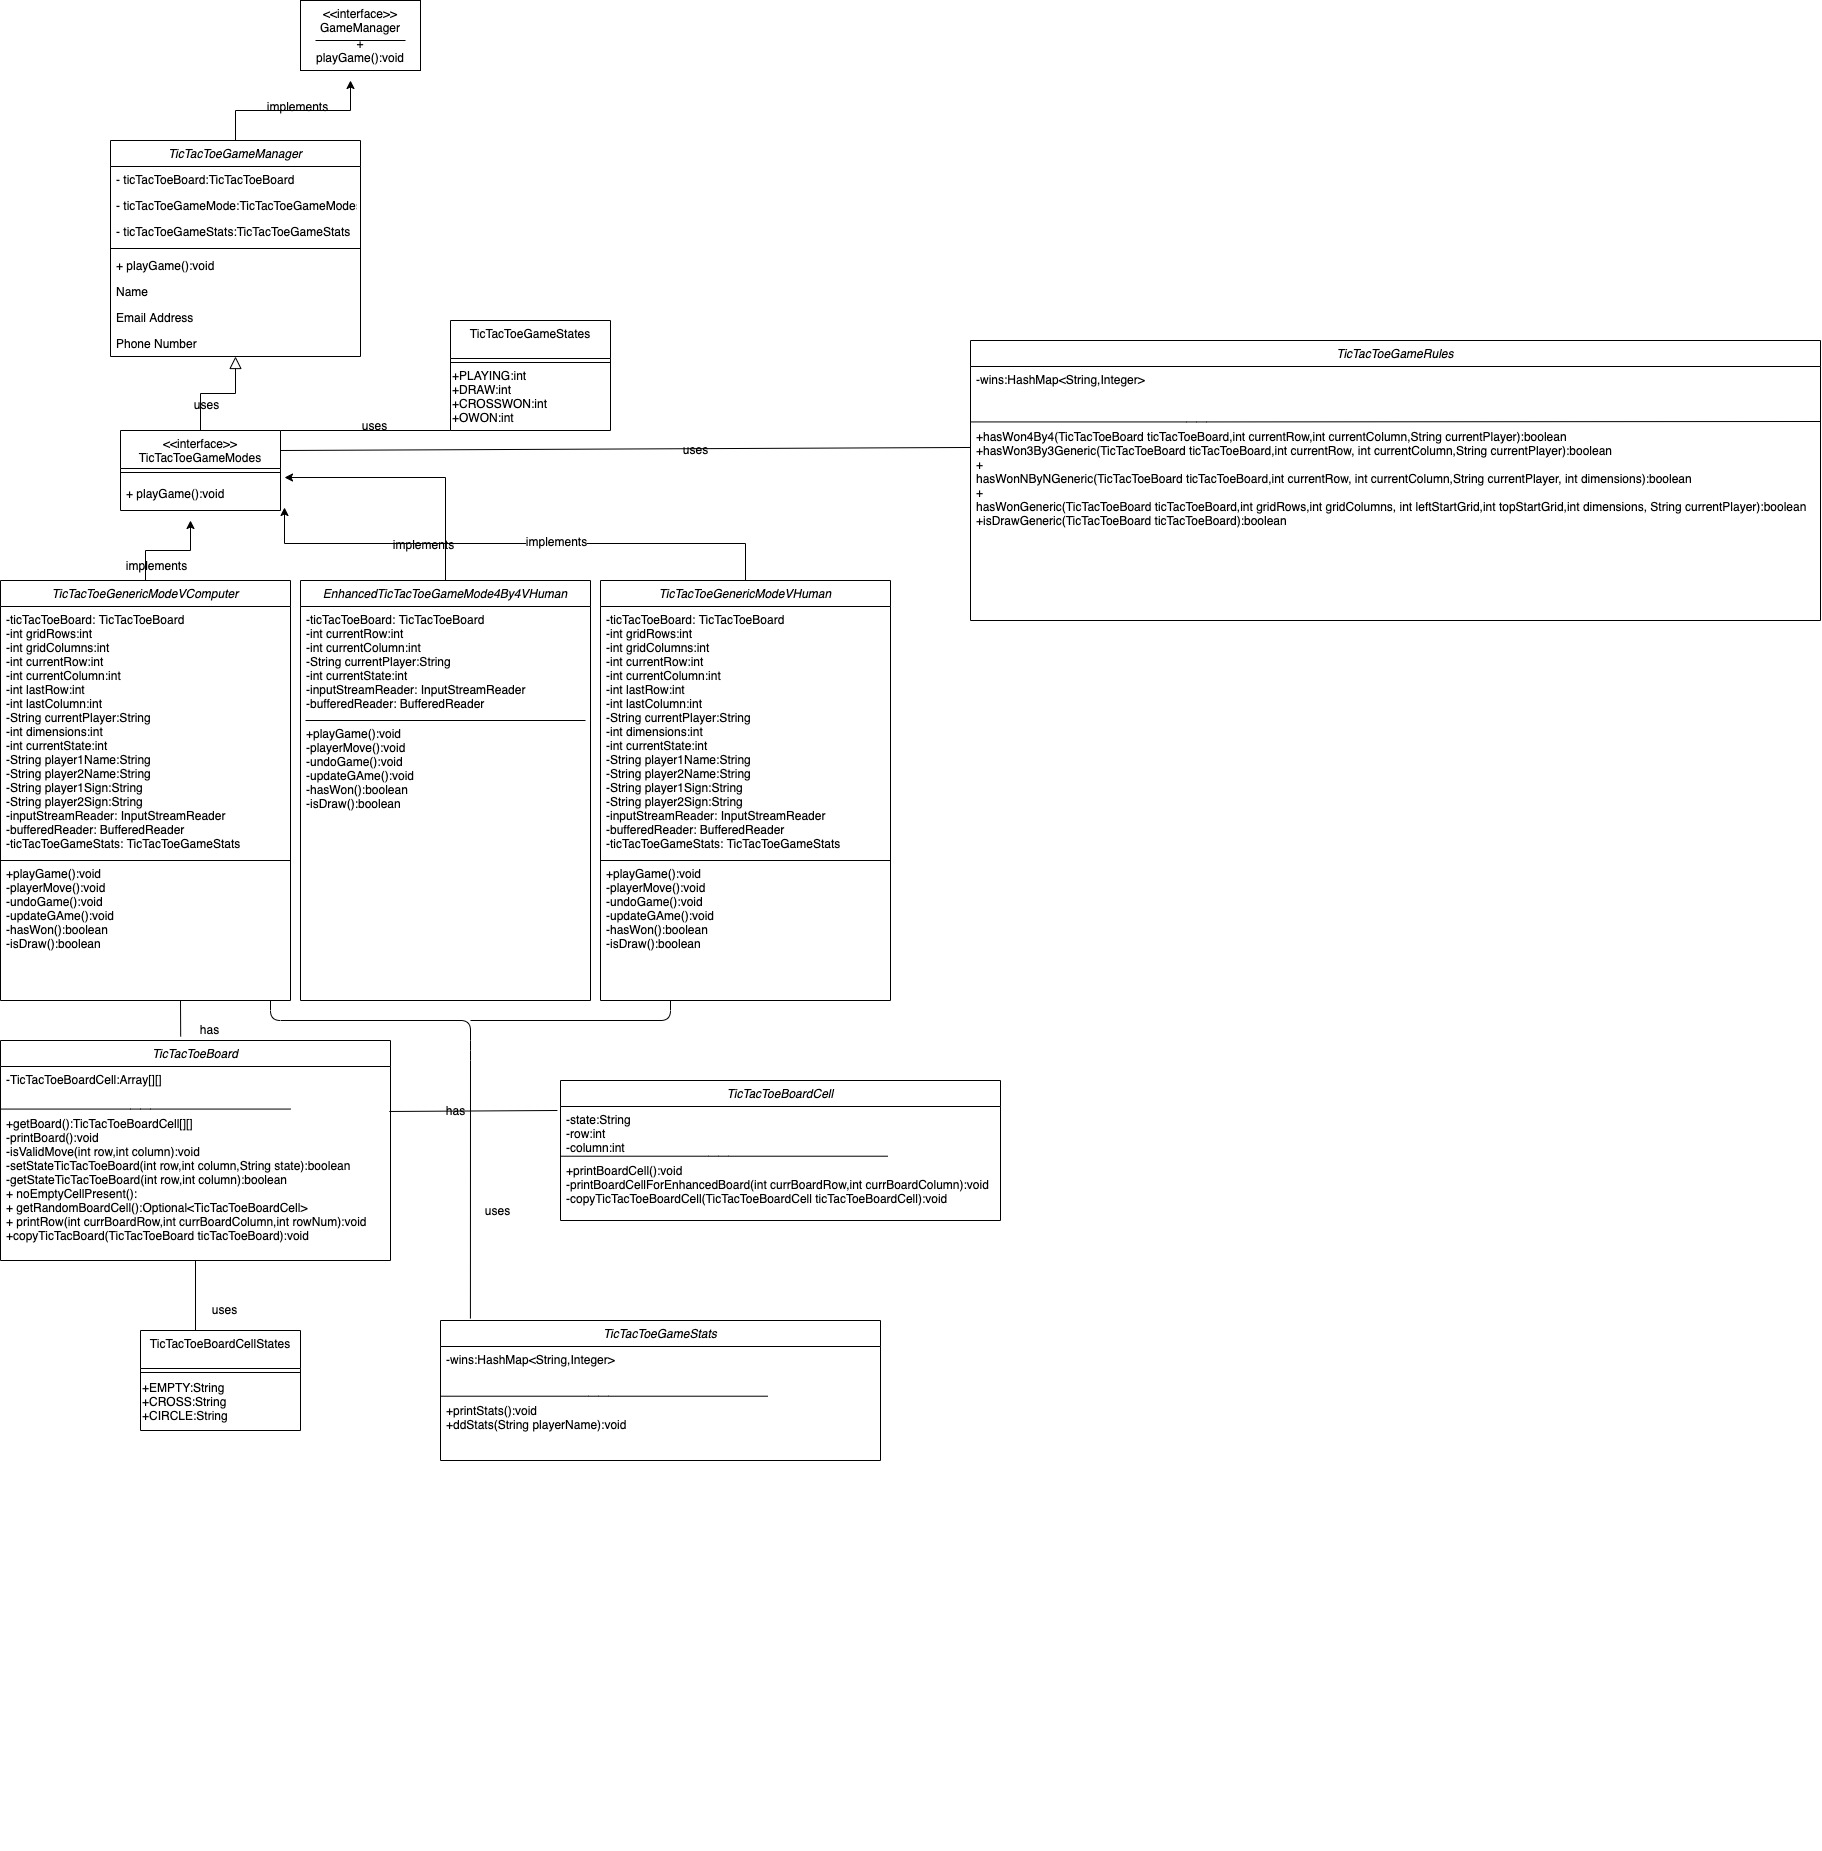 <<interface>>
GameManager
+
playGame():void
implements
TicTacToeGameManager
- ticTacToeBoard:TicTacToeBoard
- ticTacToeGameMode:TicTacToeGameModes
- ticTacToeGameStats:TicTacToeGameStats
+ playGame():void
Name
Email Address
Phone Number
uses
TicTacToeGameStates
+PLAYING:int
+DRAW:int
+CROSSWON:int
+OWON:int
uses
<<interface>>
TicTacToeGameModes
+ playGame():void
uses
TicTacToeGameRules
-wins:HashMap<String,Integer>
+hasWon4By4(TicTacToeBoard ticTacToeBoard,int currentRow,int currentColumn,String currentPlayer):boolean
+hasWon3By3Generic(TicTacToeBoard ticTacToeBoard,int currentRow, int currentColumn,String currentPlayer):boolean
+
hasWonNByNGeneric(TicTacToeBoard ticTacToeBoard,int currentRow, int currentColumn,String currentPlayer, int dimensions):boolean
+
hasWonGeneric(TicTacToeBoard ticTacToeBoard,int gridRows,int gridColumns, int leftStartGrid,int topStartGrid,int dimensions, String currentPlayer):boolean
+isDrawGeneric(TicTacToeBoard ticTacToeBoard):boolean
implements
implements
implements
TicTacToeGenericModeVComputer
-ticTacToeBoard: TicTacToeBoard
-int gridRows:int
-int gridColumns:int
-int currentRow:int
-int currentColumn:int
-int lastRow:int
-int lastColumn:int
-String currentPlayer:String
-int dimensions:int
-int currentState:int
-String player1Name:String
-String player2Name:String
-String player1Sign:String
-String player2Sign:String
-inputStreamReader: InputStreamReader
-bufferedReader: BufferedReader
-ticTacToeGameStats: TicTacToeGameStats
+playGame():void
-playerMove():void
-undoGame():void
-updateGAme():void
-hasWon():boolean
-isDraw():boolean
EnhancedTicTacToeGameMode4By4VHuman
-ticTacToeBoard: TicTacToeBoard
-int currentRow:int
-int currentColumn:int
-String currentPlayer:String
-int currentState:int
-inputStreamReader: InputStreamReader
-bufferedReader: BufferedReader
+playGame():void
-playerMove():void
-undoGame():void
-updateGAme():void
-hasWon():boolean
-isDraw():boolean
TicTacToeGenericModeVHuman
-ticTacToeBoard: TicTacToeBoard
-int gridRows:int
-int gridColumns:int
-int currentRow:int
-int currentColumn:int
-int lastRow:int
-int lastColumn:int
-String currentPlayer:String
-int dimensions:int
-int currentState:int
-String player1Name:String
-String player2Name:String
-String player1Sign:String
-String player2Sign:String
-inputStreamReader: InputStreamReader
-bufferedReader: BufferedReader
-ticTacToeGameStats: TicTacToeGameStats
+playGame():void
-playerMove():void
-undoGame():void
-updateGAme():void
-hasWon():boolean
-isDraw():boolean
has
TicTacToeBoard
-TicTacToeBoardCell:Array[][]
+getBoard():TicTacToeBoardCell[][]
-printBoard():void
-isValidMove(int row,int column):void
-setStateTicTacToeBoard(int row,int column,String state):boolean
-getStateTicTacToeBoard(int row,int column):boolean
+ noEmptyCellPresent():
+ getRandomBoardCell():Optional<TicTacToeBoardCell>
+ printRow(int currBoardRow,int currBoardColumn,int rowNum):void
+copyTicTacBoard(TicTacToeBoard ticTacToeBoard):void
has
TicTacToeBoardCell
-state:String
-row:int
-column:int
+printBoardCell():void
-printBoardCellForEnhancedBoard(int currBoardRow,int currBoardColumn):void
-copyTicTacToeBoardCell(TicTacToeBoardCell ticTacToeBoardCell):void
uses
uses
TicTacToeBoardCellStates
+EMPTY:String
+CROSS:String
+CIRCLE:String
TicTacToeGameStats
-wins:HashMap<String,Integer>
+printStats():void
+ddStats(String playerName):void